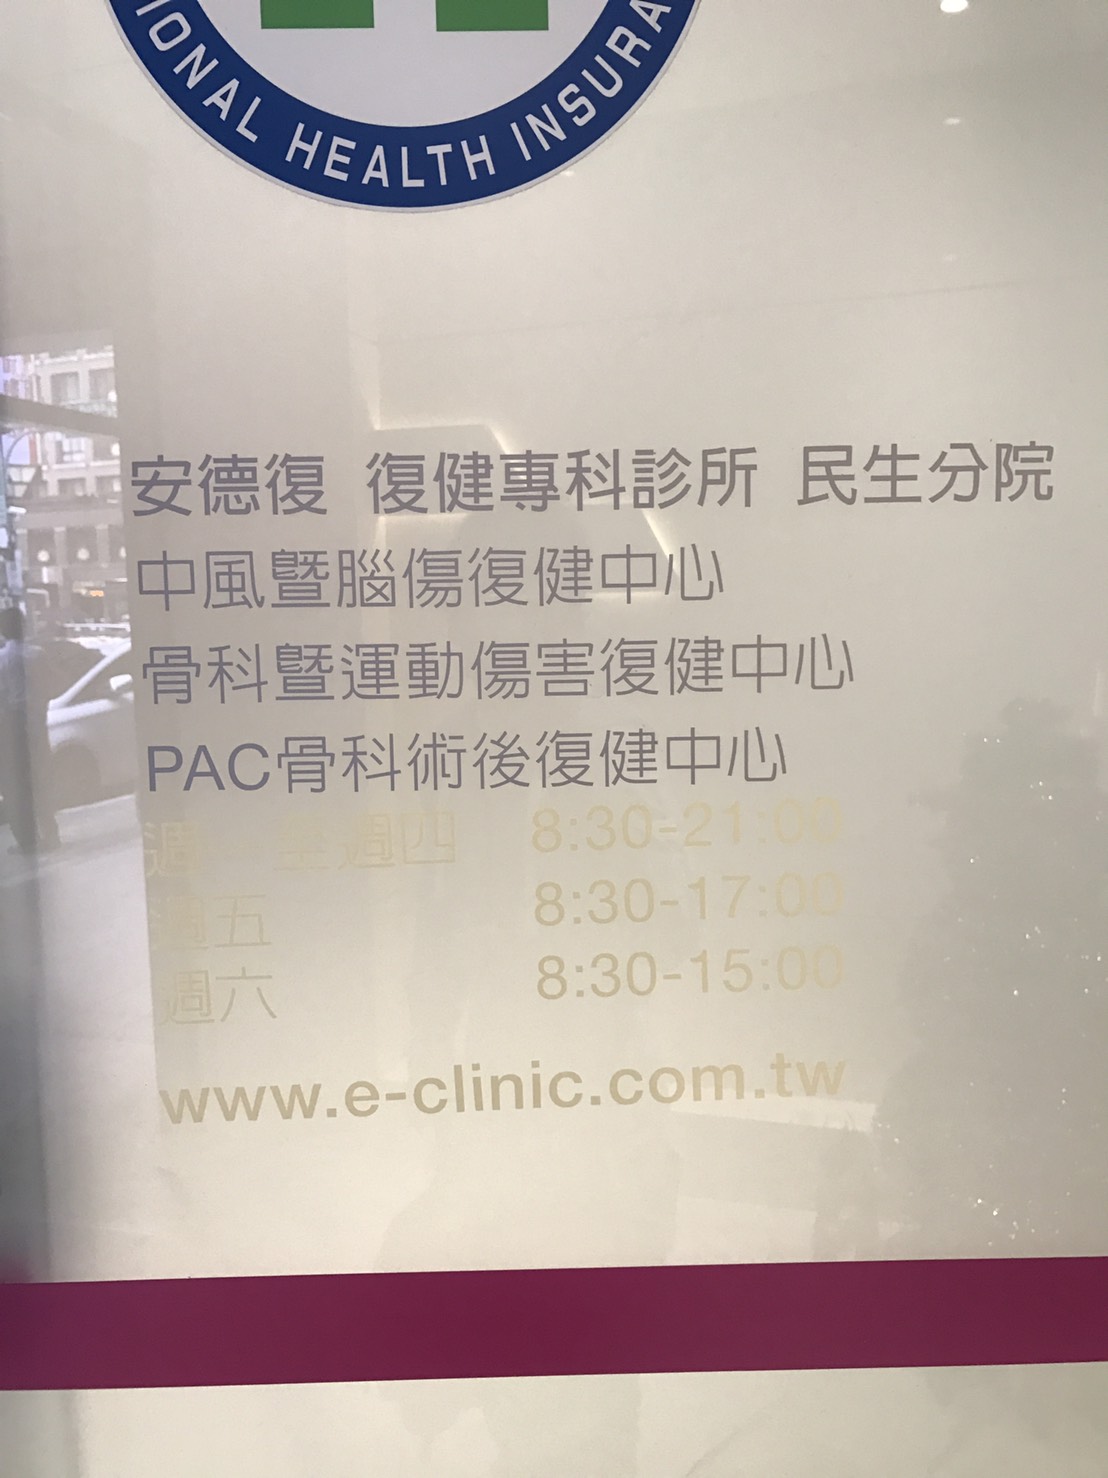 IONAL HEALTH INSURA
安德復 復健專科診所 民生分院
中風暨腦傷復健中心
骨科暨運動傷害復健中心
PAC骨科術後復健中心
週一至週四 8:30-21:00
週五 8:30-17:00
週六 8:30-15:00
www.e-clinic.com.tw